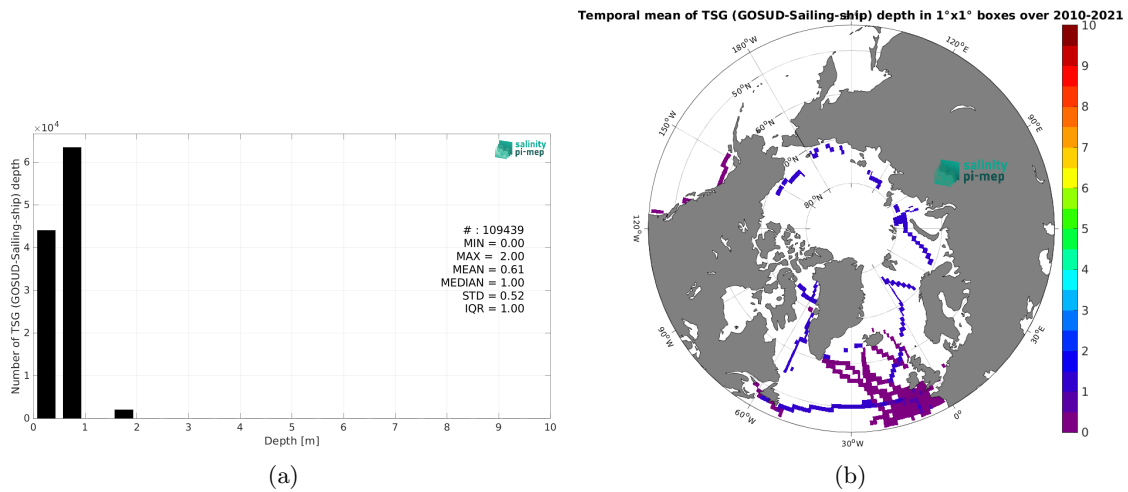 ×10⁴
salinity
pi-mep
6
5
4
3
2
1
0
Number of TSG (GOSUD-Sailing-ship) depth
# : 109439
MIN = 0.00
MAX = 2.00
MEAN = 0.61
MEDIAN = 1.00
STD = 0.52
IQR = 1.00
0 1 2 3 4 5 6 7 8 9 10
Depth [m]
(a)
Temporal mean of TSG (GOSUD-Sailing-ship) depth in 1°x1° boxes over 2010-2021
180°W
120°E
150°W
50°N
60°N
0°N
80°N
90°E
salinity
pi-mep
120°W
90°W
60°W
30°W
0°
30°E
10
9
8
7
6
5
4
3
2
1
0
(b)